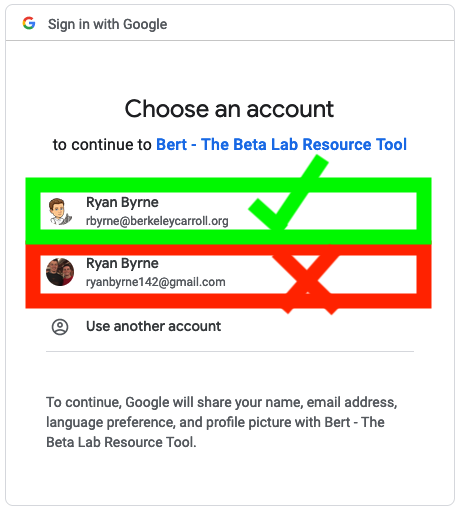 Sign in with Google
Choose an account
to continue to Bert - The Beta Lab Resource Tool
Ryan Byrne
rbyrne@berkeleycarroll.org
Ryan Byrne
ryanbyrne142@gmail.com
Use another account
To continue, Google will share your name, email address,
language preference, and profile picture with Bert - The
Beta Lab Resource Tool.